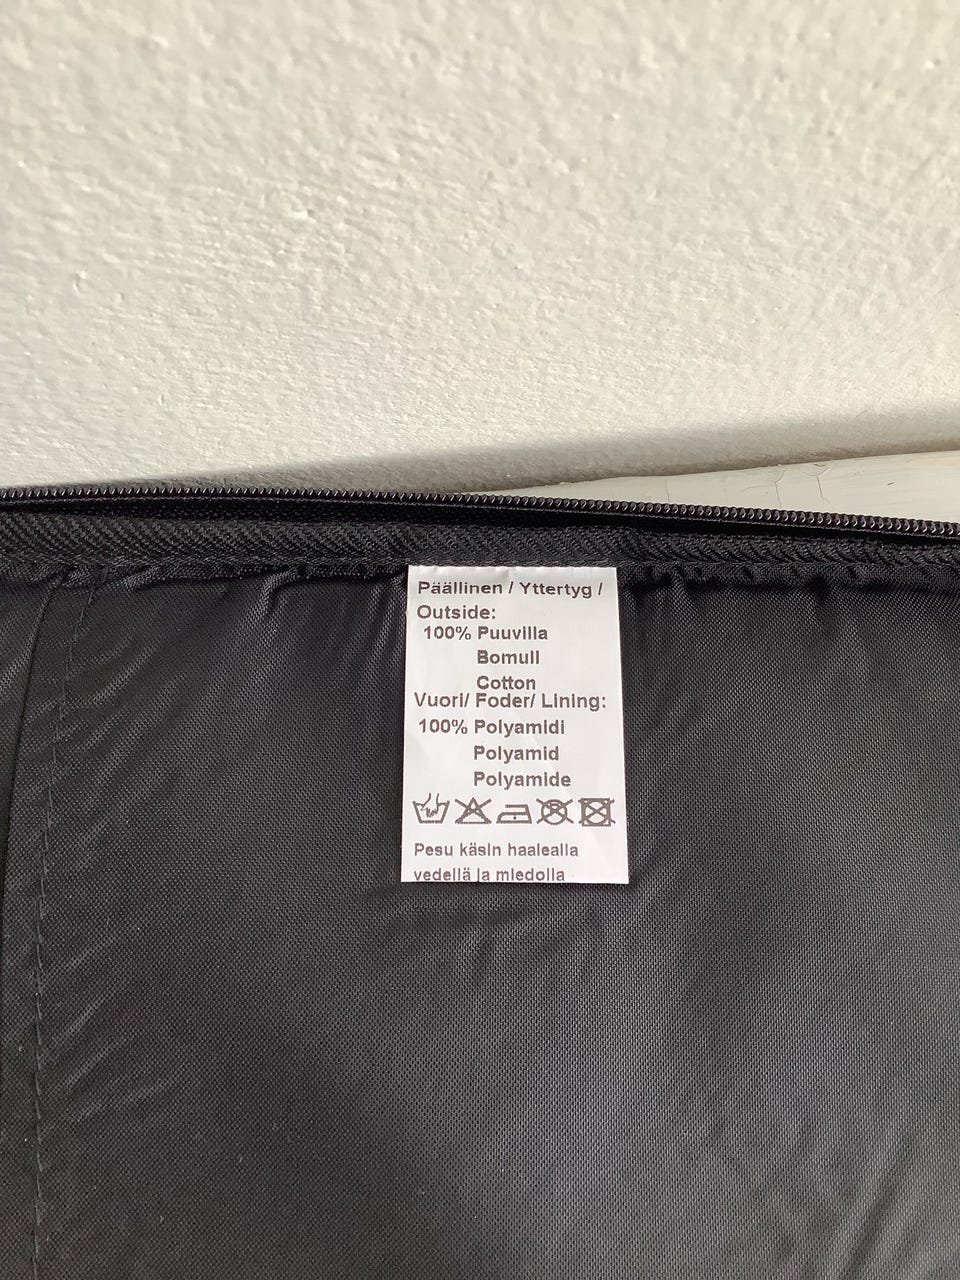 Päällinen / Yttertyg /
Outside:
100% Puuvilla
Bomull
Cotton
Vuori/ Foder/ Lining:
100% Polyamidi
Polyamid
Polyamide
Pesu käsin haalealla
vedellä ja miedolla